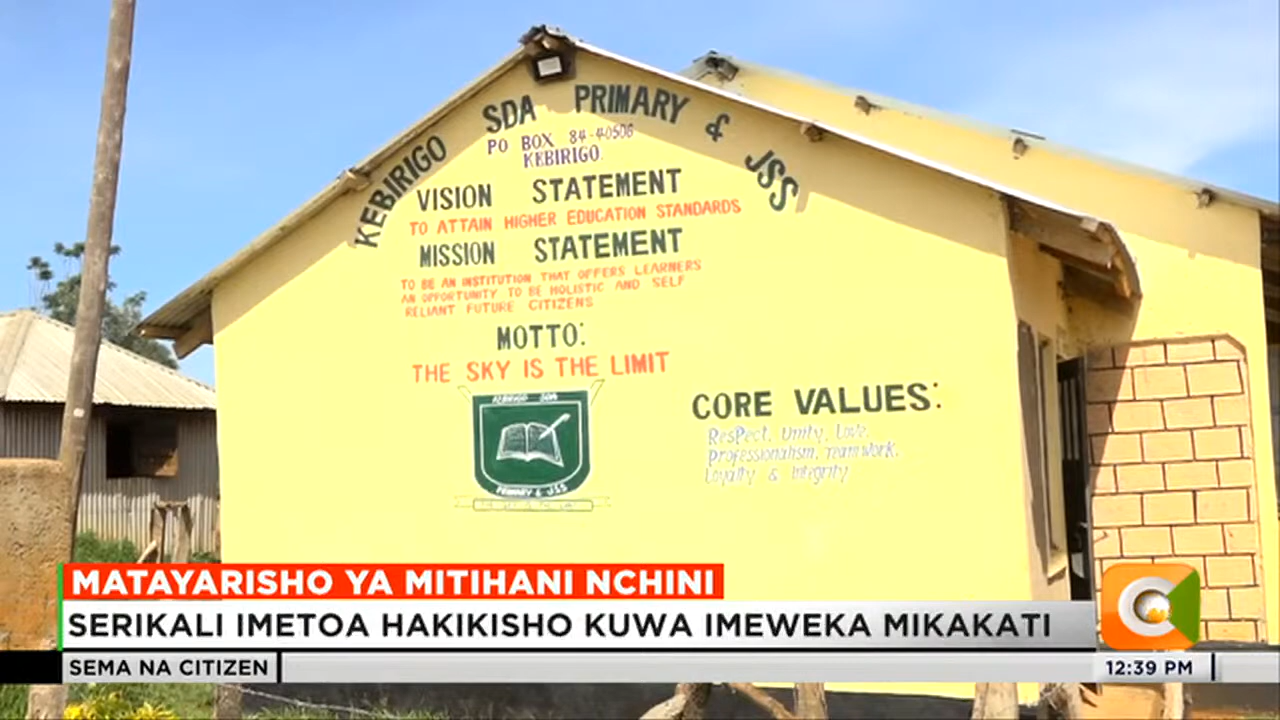 KEBIRIGO SDA PRIMARY & JSS
PO BOX 84-40506
KEBIRIGO.
VISION STATEMENT
TO ATTAIN HIGHER EDUCATION STANDARDS
MISSION STATEMENT
TO BE AN INSTITUTION THAT OFFERS LEARNERS
AN OPPORTUNITY TO BE HOLISTIC AND SELF
RELIANT FUTURE CITIZENS
MOTTO:
THE SKY IS THE LIMIT
KEBIRIGO SDA
PRIMARY & JSS
CORE VALUES:
Respect, Unity, Love,
Professionalism, Teamwork,
Loyalty & Integrity
MATAYARISHO YA MITIHANI NCHINI
SERIKALI IMETOA HAKIKISHO KUWA IMEWEKA MIKAKATI
SEMA NA CITIZEN
12:39 PM